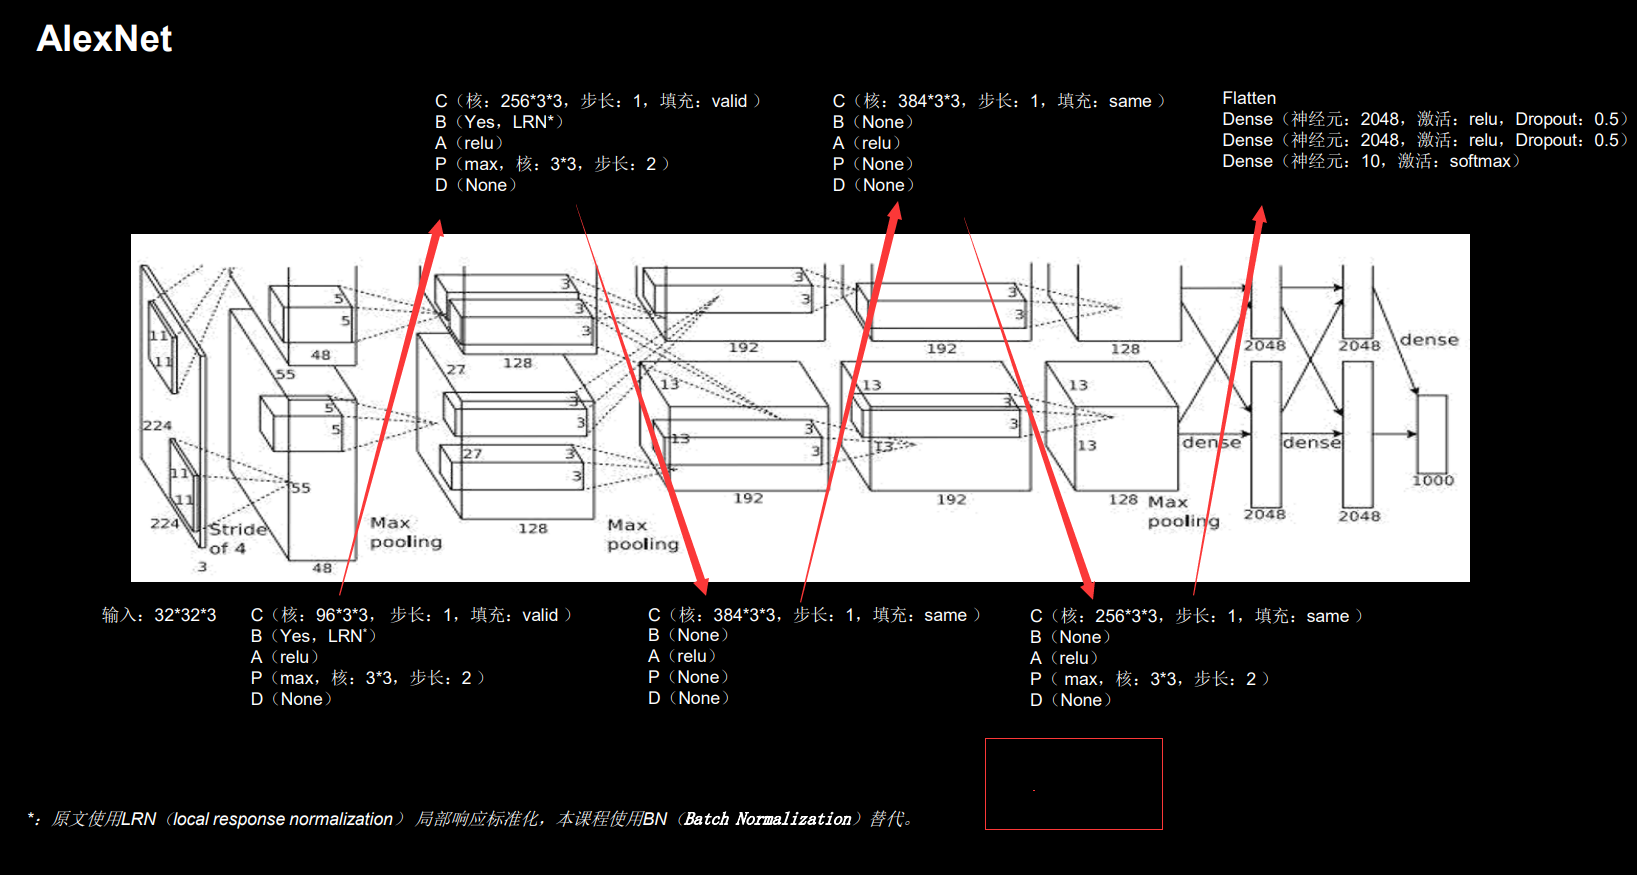 AlexNet
C（核：256*3*3，步长：1，填充：valid ）
B（Yes，LRN*）
A（relu）
P（max，核：3*3，步长：2 ）
D（None）
C（核：384*3*3，步长：1，填充：same ）
B（None）
A（relu）
P（None）
D（None）
Flatten
Dense（神经元：2048，激活：relu，Dropout：0.5）
Dense（神经元：2048，激活：relu，Dropout：0.5）
Dense（神经元：10，激活：softmax）
11
11
5
5
48
55
3
3
3
128
27
3
3
192
3
3
192
128
2048
2048
dense
224
11
11
224
3
Stride
of 4
5
5
55
48
Max
pooling
3
3
27
3
3
128
Max
pooling
13
13
3
3
192
13
13
3
3
192
13
13
128
Max
pooling
dense
dense
2048
2048
1000
输入：32*32*3
C（核：96*3*3， 步长：1，填充：valid ）
B（Yes，LRN*）
A（relu）
P（max，核：3*3，步长：2 ）
D（None）
C（核：384*3*3，步长：1，填充：same ）
B（None）
A（relu）
P（None）
D（None）
C（核：256*3*3，步长：1，填充：same ）
B（None）
A（relu）
P（ max，核：3*3，步长：2 ）
D（None）
*：原文使用LRN（local response normalization） 局部响应标准化，本课程使用BN（Batch Normalization）替代。